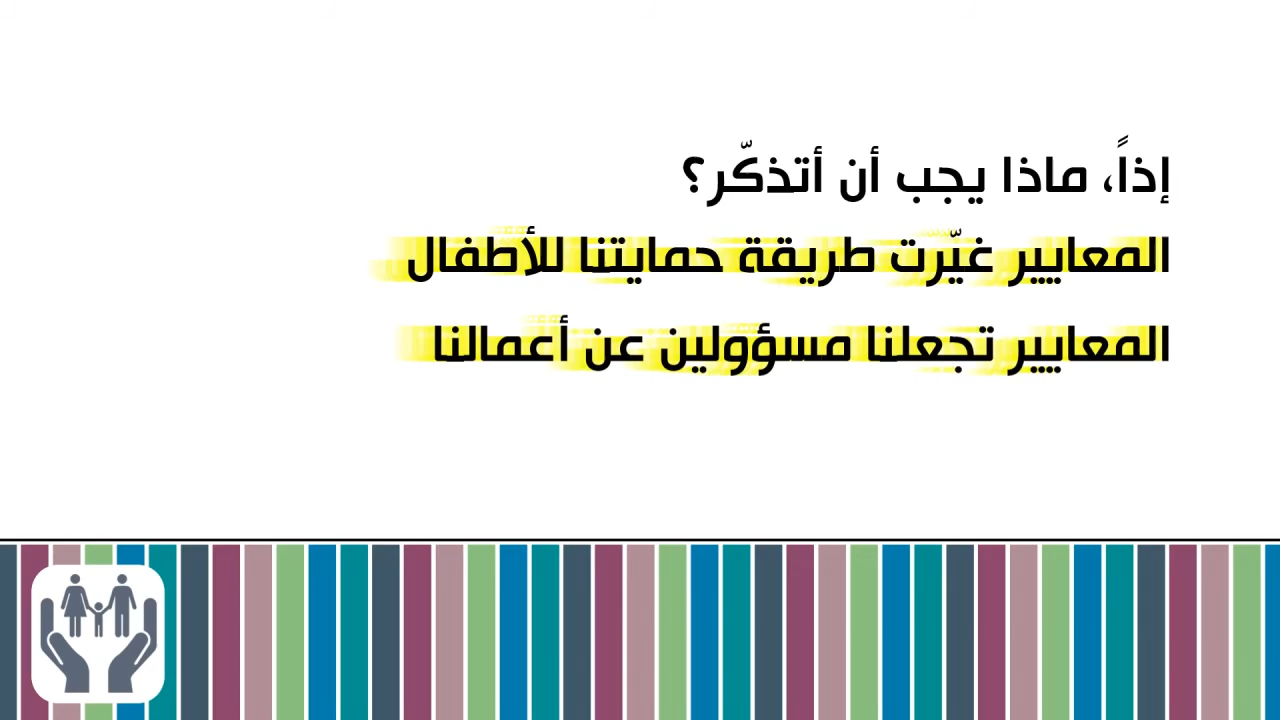 إذاً، ماذا يجب أن أتذكّر؟
المعايير غيّرت طريقة حمايتنا للأطفال
المعايير تجعلنا مسؤولين عن أعمالنا